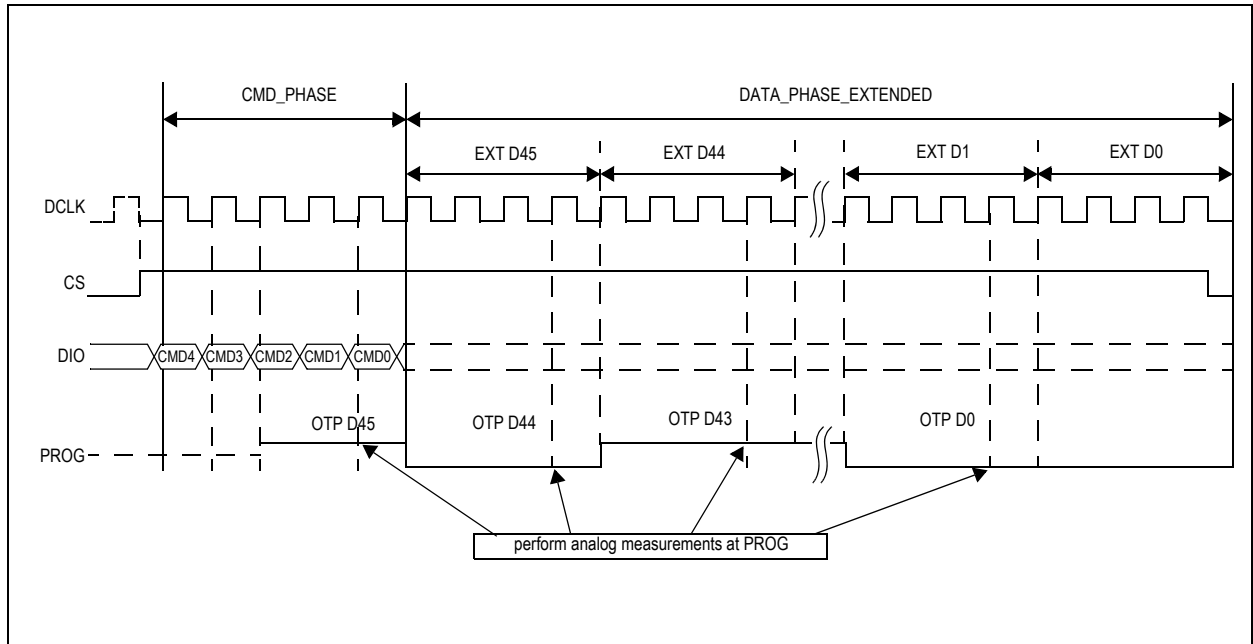 CMD_PHASE
DATA_PHASE_EXTENDED
EXT D45
EXT D44
EXT D1
EXT D0
DCLK
CS
DIO
CMD4
CMD3
CMD2
CMD1
CMD0
OTP D45
OTP D44
OTP D43
OTP D0
PROG
perform analog measurements at PROG